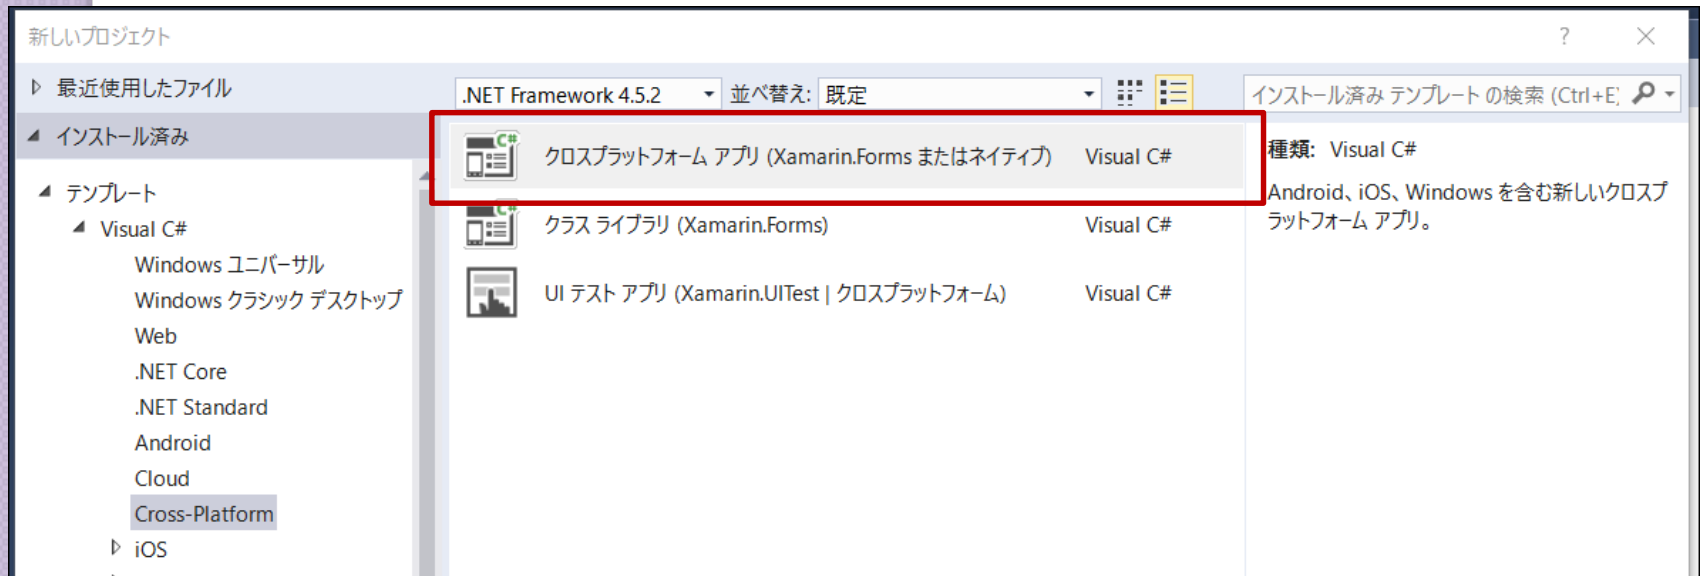 新しいプロジェクト
?
最近使用したファイル
.NET Framework 4.5.2
並べ替え: 既定
インストール済み テンプレート の検索 (Ctrl+E)
インストール済み
テンプレート
Visual C#
Windows ユニバーサル
Windows クラシック デスクトップ
Web
.NET Core
.NET Standard
Android
Cloud
Cross-Platform
iOS
C# クロスプラットフォーム アプリ (Xamarin.Forms またはネイティブ) Visual C#
C# クラス ライブラリ (Xamarin.Forms) Visual C#
UI テスト アプリ (Xamarin.UITest | クロスプラットフォーム) Visual C#
種類: Visual C#
Android、iOS、Windows を含む新しいクロスプ
ラットフォーム アプリ。